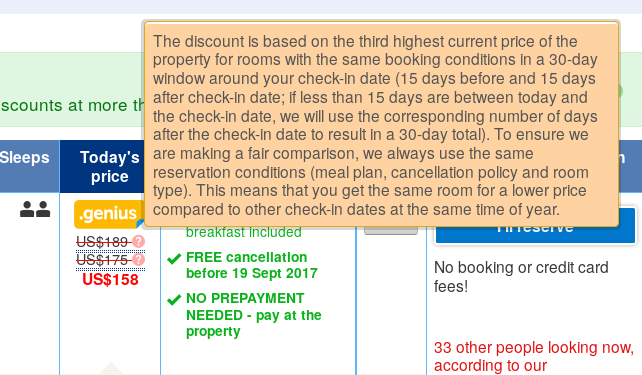 The discount is based on the third highest current price of the
property for rooms with the same booking conditions in a 30-day
window around your check-in date (15 days before and 15 days
after check-in date; if less than 15 days are between today and
the check-in date, we will use the corresponding number of days
after the check-in date to result in a 30-day total). To ensure we
are making a fair comparison, we always use the same
reservation conditions (meal plan, cancellation policy and room
type). This means that you get the same room for a lower price
compared to other check-in dates at the same time of year.
scounts at more th
Sleeps
Today's
price
.genius
US$189 ?
US$175 ?
US$158
breakfast included
FREE cancellation
before 19 Sept 2017
NO PREPAYMENT
NEEDED - pay at the
property
I'll reserve
No booking or credit card
fees!
33 other people looking now,
according to our